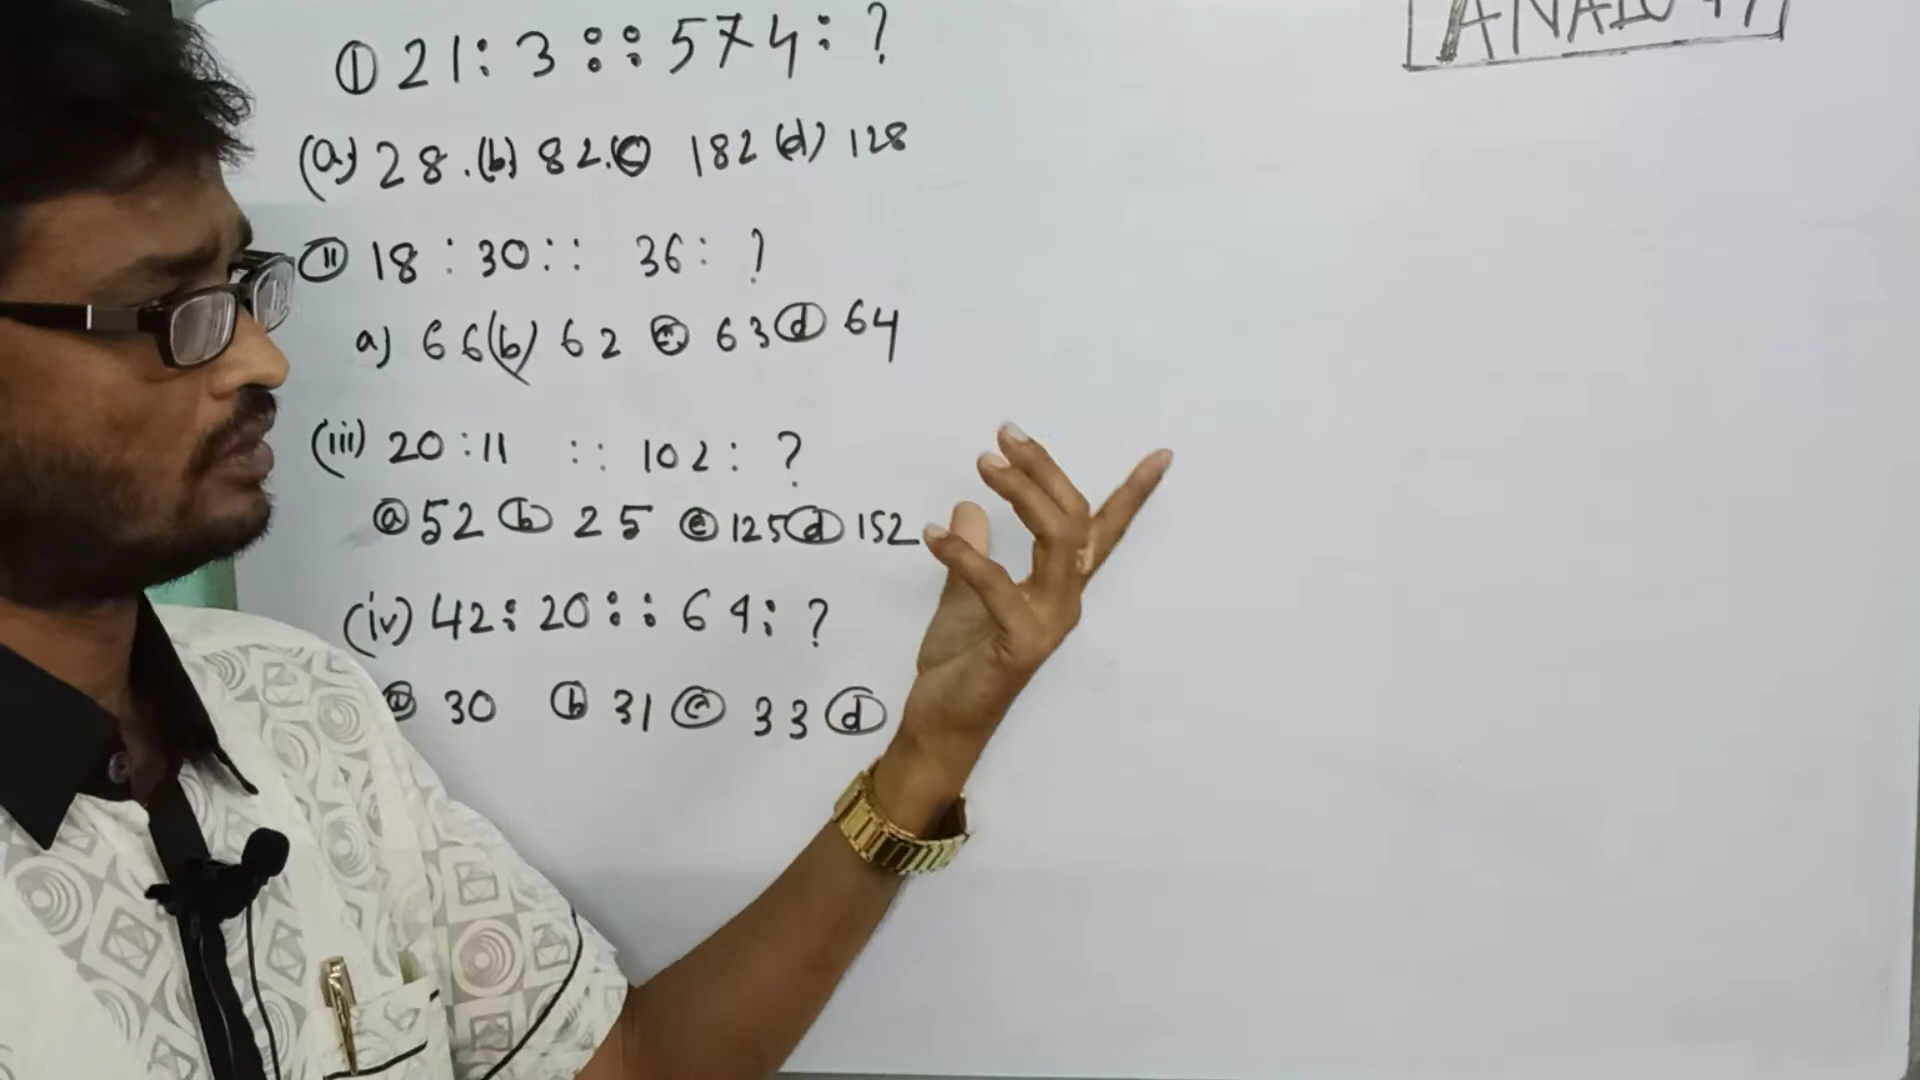 ① 21 : 3 :: 574 : ?
(a) 28. (b) 82. ⓒ 182 (d) 128
ⓘⓘ 18 : 30 :: 36 : ?
a) 66 (b) 62 ⓒ 63 ⓓ 64
(iii) 20 : 11 :: 102 : ?
ⓐ 52 ⓑ 25 ⓒ 125 ⓓ 152
(iv) 42 : 20 :: 64 : ?
ⓐ 30 ⓑ 31 ⓒ 33 ⓓ